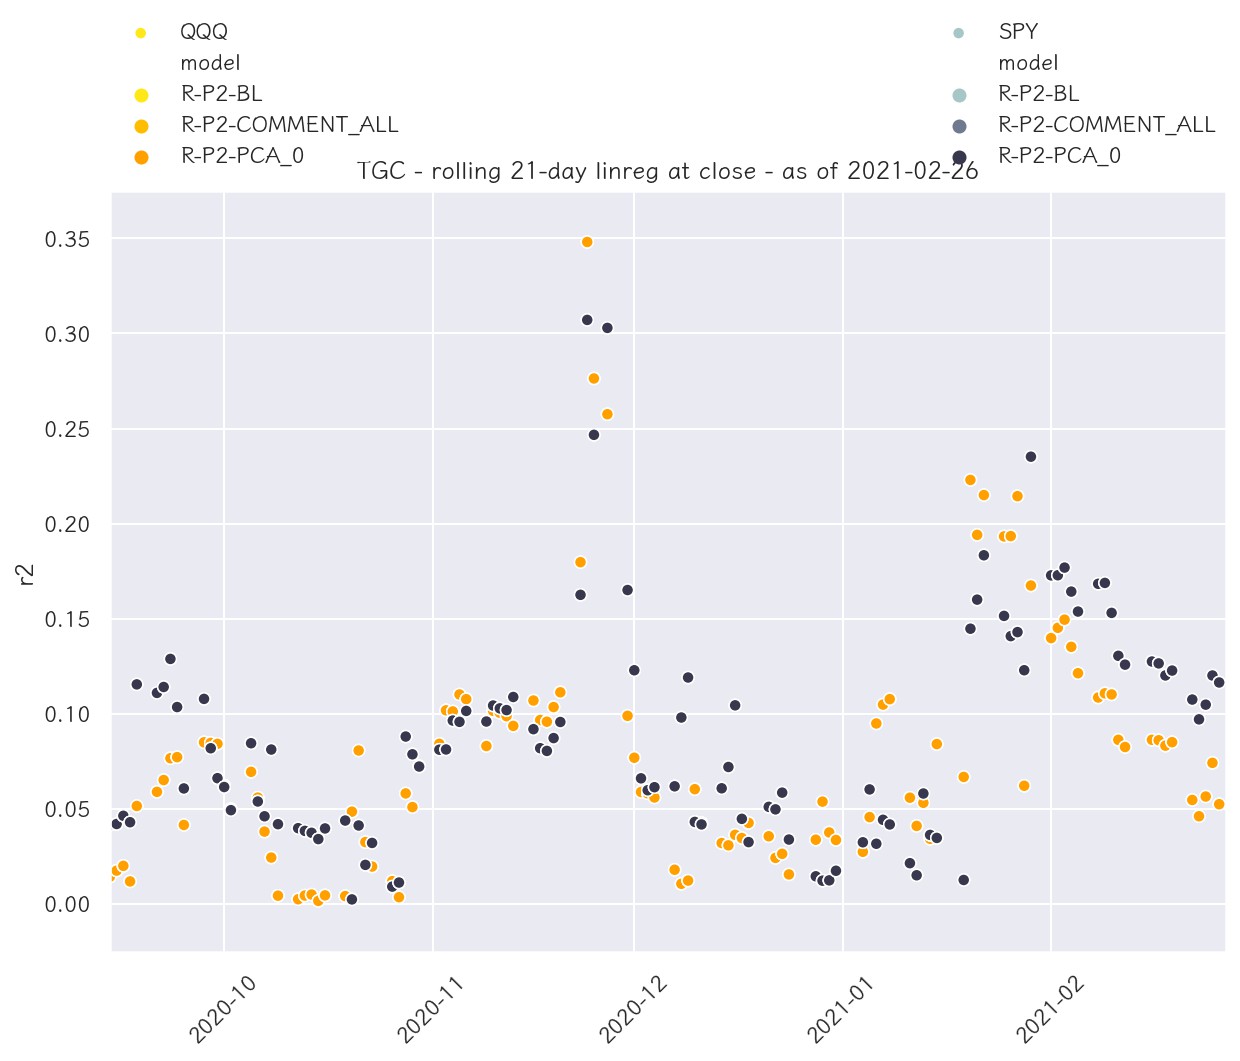 QQQ
model
R-P2-BL
R-P2-COMMENT_ALL
R-P2-PCA_0
SPY
model
R-P2-BL
R-P2-COMMENT_ALL
R-P2-PCA_0
TGC - rolling 21-day linreg at close - as of 2021-02-26
r2
0.35
0.30
0.25
0.20
0.15
0.10
0.05
0.00
2020-10
2020-11
2020-12
2021-01
2021-02